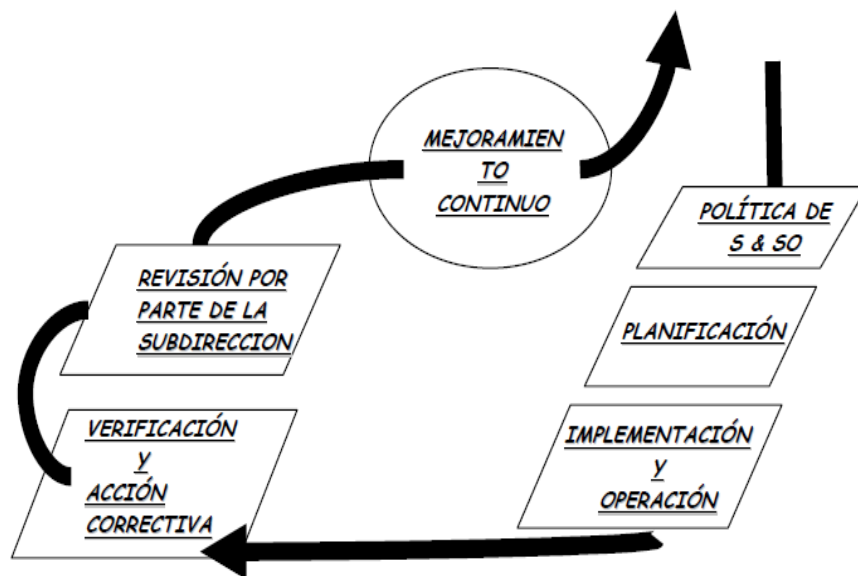 MEJORAMIEN
TO
CONTINUO
POLÍTICA DE
S & SO
REVISIÓN POR
PARTE DE LA
SUBDIRECCION
PLANIFICACIÓN
VERIFICACIÓN
Y
ACCIÓN
CORRECTIVA
IMPLEMENTACIÓN
Y
OPERACIÓN